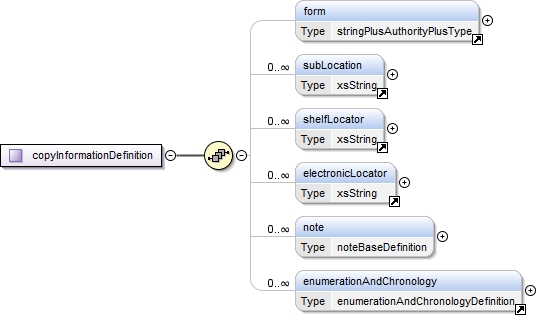 form
Type stringPlusAuthorityPlusType
0..∞ subLocation
Type xsString
0..∞ shelfLocator
Type xsString
copyInformationDefinition
0..∞ electronicLocator
Type xsString
0..∞ note
Type noteBaseDefinition
0..∞ enumerationAndChronology
Type enumerationAndChronologyDefinition